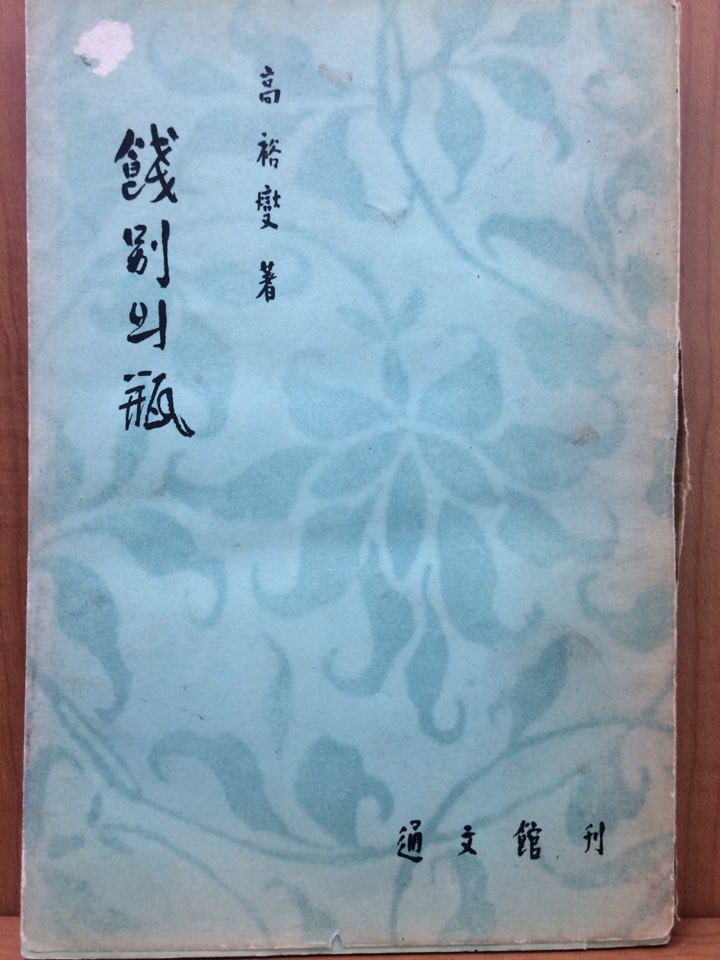 高裕燮 著
餞別의甁
通文館 刊